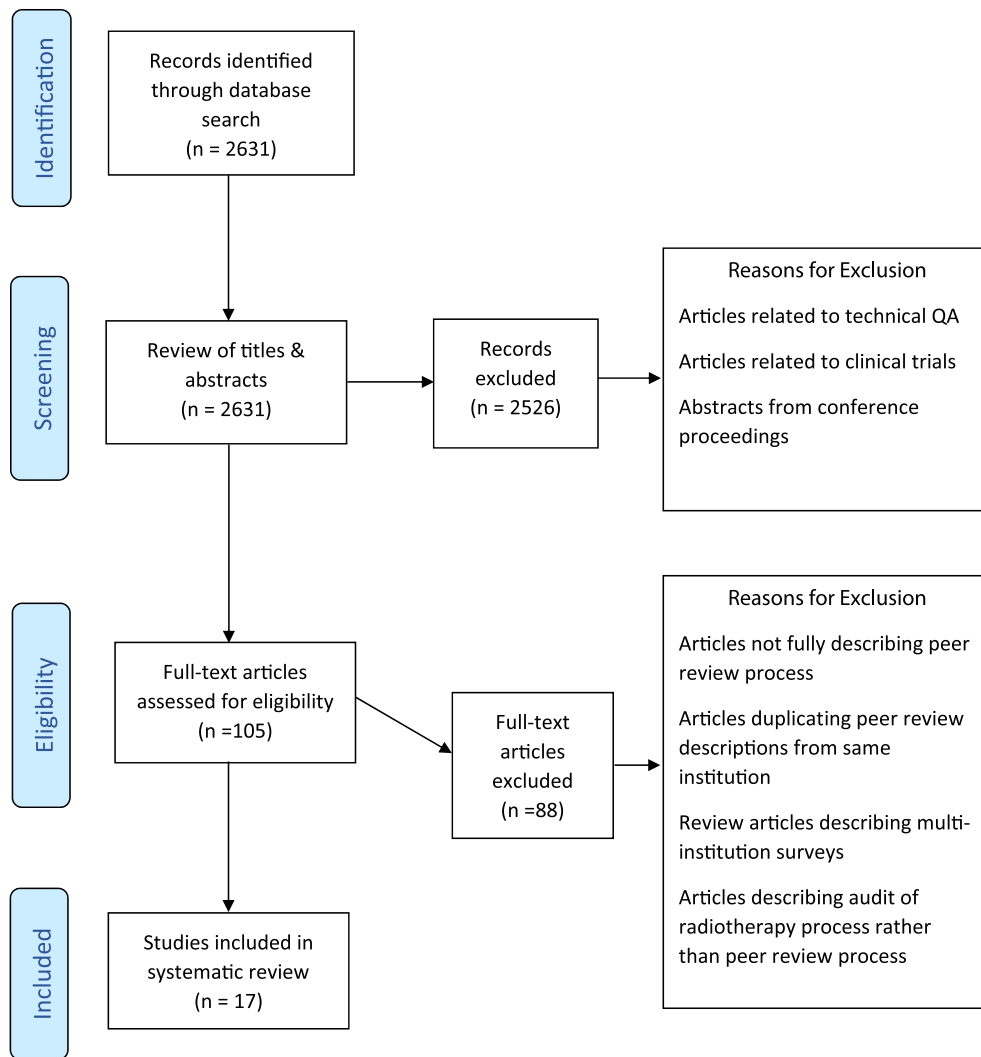 Identification
Records identified
through database
search
(n = 2631)
Screening
Review of titles &
abstracts
(n = 2631)
Records
excluded
(n = 2526)
Reasons for Exclusion
Articles related to technical QA
Articles related to clinical trials
Abstracts from conference
proceedings
Eligibility
Full-text articles
assessed for eligibility
(n =105)
Full-text
articles
excluded
(n =88)
Reasons for Exclusion
Articles not fully describing peer
review process
Articles duplicating peer review
descriptions from same
institution
Review articles describing multi-
institution surveys
Articles describing audit of
radiotherapy process rather
than peer review process
Included
Studies included in
systematic review
(n = 17)